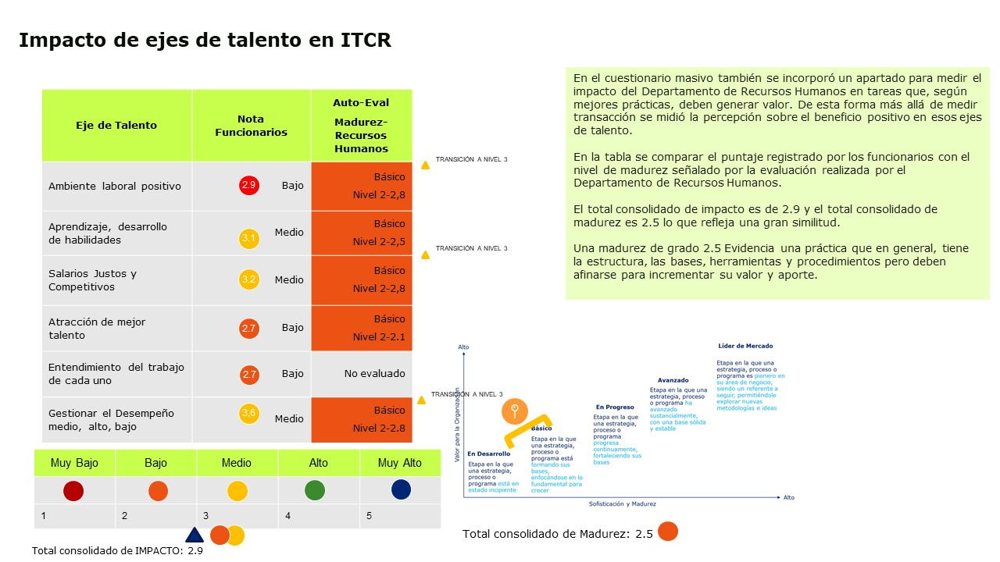 Impacto de ejes de talento en ITCR
Eje de Talento
Nota
Funcionarios
Auto-Eval
Madurez-
Recursos
Humanos
TRANSICIÓN A NIVEL 3
Ambiente laboral positivo
2.9
Bajo
Básico
Nivel 2-2,8
Aprendizaje, desarrollo
de habilidades
3.1
Medio
Básico
Nivel 2-2,5
TRANSICIÓN A NIVEL 3
Salarios Justos y
Competitivos
3.2
Medio
Básico
Nivel 2-2,8
Atracción de mejor
talento
2.7
Bajo
Básico
Nivel 2-2.1
Entendimiento del trabajo
de cada uno
2.7
Bajo
No evaluado
TRANSICIÓN A NIVEL 3
Gestionar el Desempeño
medio, alto, bajo
3,6
Medio
Básico
Nivel 2-2.8
Muy Bajo
Bajo
Medio
Alto
Muy Alto
1
2
3
4
5
Total consolidado de IMPACTO: 2.9
En el cuestionario masivo también se incorporó un apartado para medir el
impacto del Departamento de Recursos Humanos en tareas que, según
mejores prácticas, deben generar valor. De esta forma más allá de medir
transacción se midió la percepción sobre el beneficio positivo en esos ejes
de talento.
En la tabla se comparar el puntaje registrado por los funcionarios con el
nivel de madurez señalado por la evaluación realizada por el
Departamento de Recursos Humanos.
El total consolidado de impacto es de 2.9 y el total consolidado de
madurez es 2.5 lo que refleja una gran similitud.
Una madurez de grado 2.5 Evidencia una práctica que en general, tiene
la estructura, las bases, herramientas y procedimientos pero deben
afinarse para incrementar su valor y aporte.
Alto
Valor para la Organización
En Desarrollo
Etapa en la que
una estrategia,
proceso o
programa está en
estado incipiente
Básico
Etapa en la que
una estrategia,
proceso o
programa está
formando sus
bases,
enfocándose en lo
fundamental para
crecer
En Progreso
Etapa en la que
una estrategia,
proceso o
programa
progresa
continuamente,
fortaleciendo sus
bases
Avanzado
Etapa en la que una
estrategia, proceso
o programa ha
avanzado
sustancialmente,
con una base sólida
y estable
Líder de Mercado
Etapa en la que una
estrategia, proceso o
programa es pionero en
su área de negocio,
siendo un referente a
seguir, permitiéndole
explorar nuevas
metodologías e ideas
Alto
Sofisticación y Madurez
Total consolidado de Madurez: 2.5